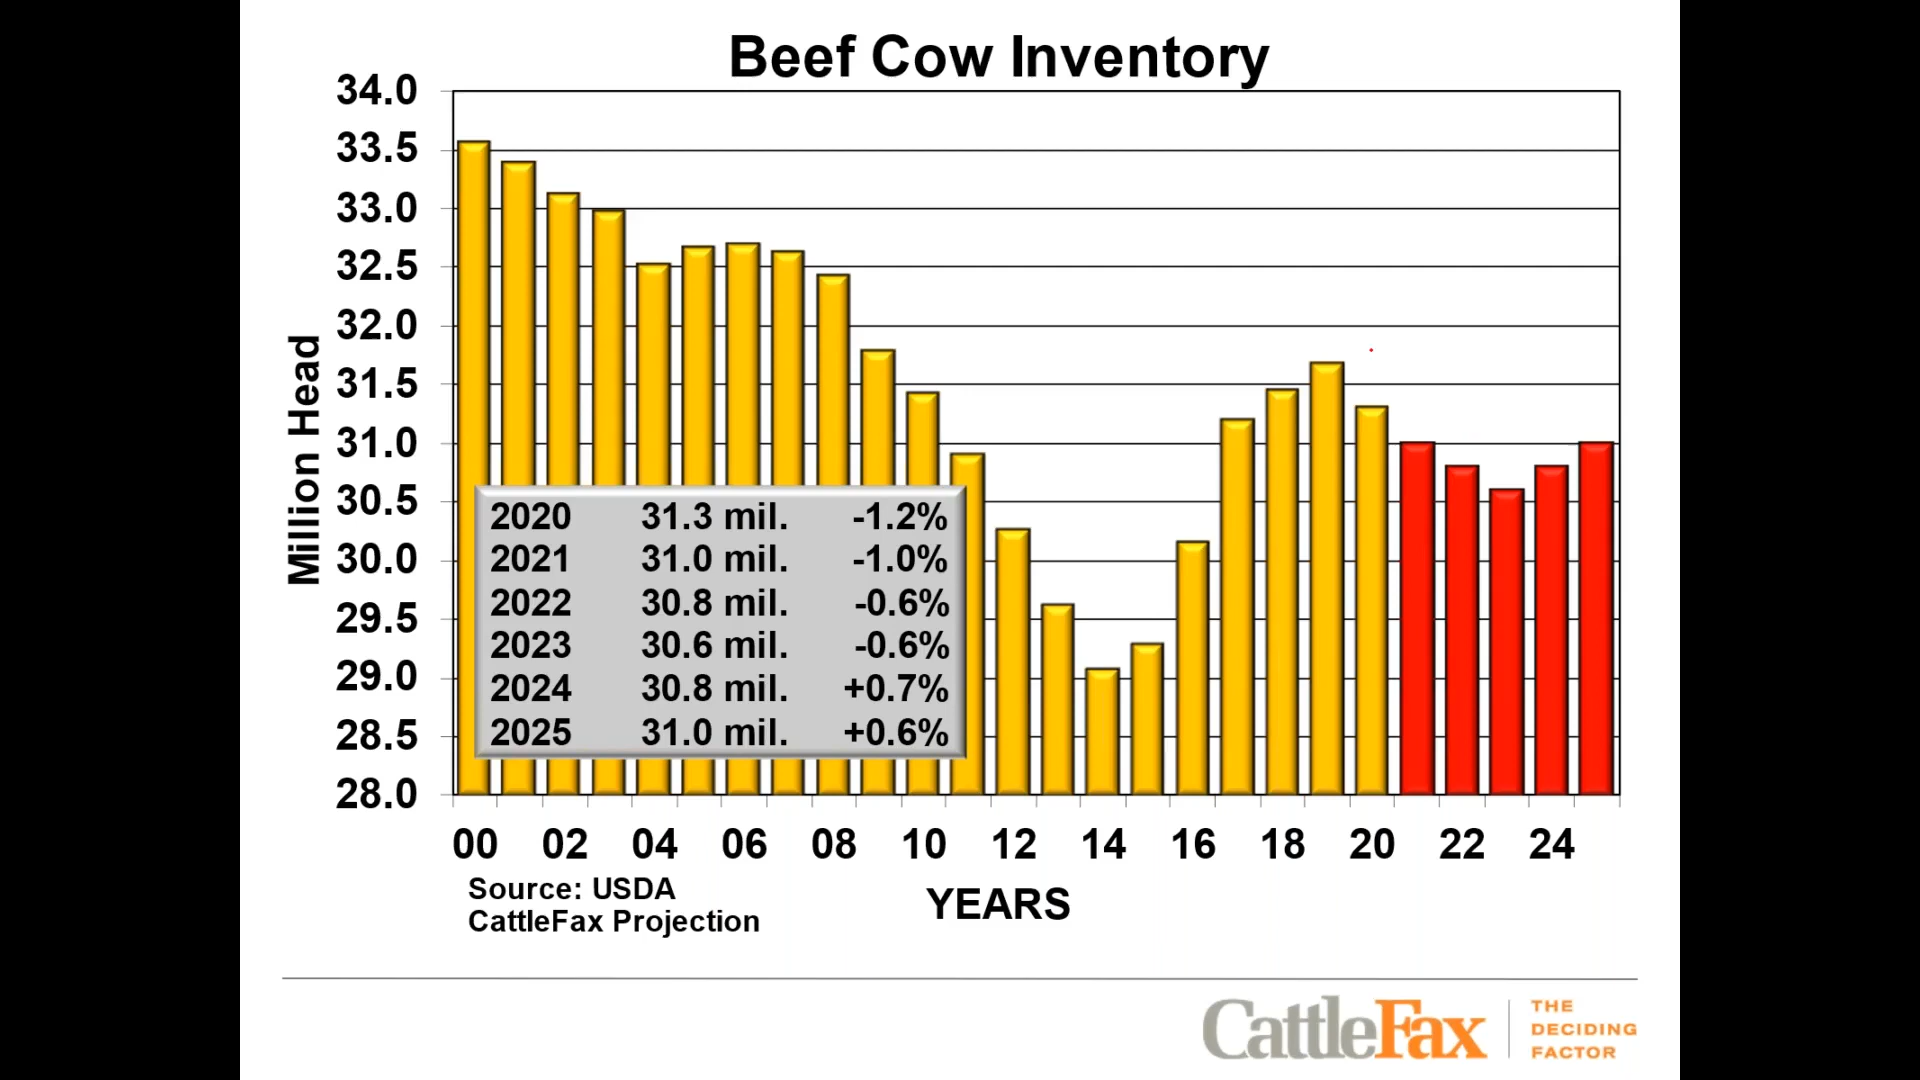 Beef Cow Inventory
34.0
33.5
33.0
32.5
32.0
31.5
31.0
30.5
30.0
29.5
29.0
28.5
28.0
Million Head
2020 31.3 mil. -1.2%
2021 31.0 mil. -1.0%
2022 30.8 mil. -0.6%
2023 30.6 mil. -0.6%
2024 30.8 mil. +0.7%
2025 31.0 mil. +0.6%
00 02 04 06 08 10 12 14 16 18 20 22 24
YEARS
Source: USDA
CattleFax Projection
CattleFax
THE
DECIDING
FACTOR